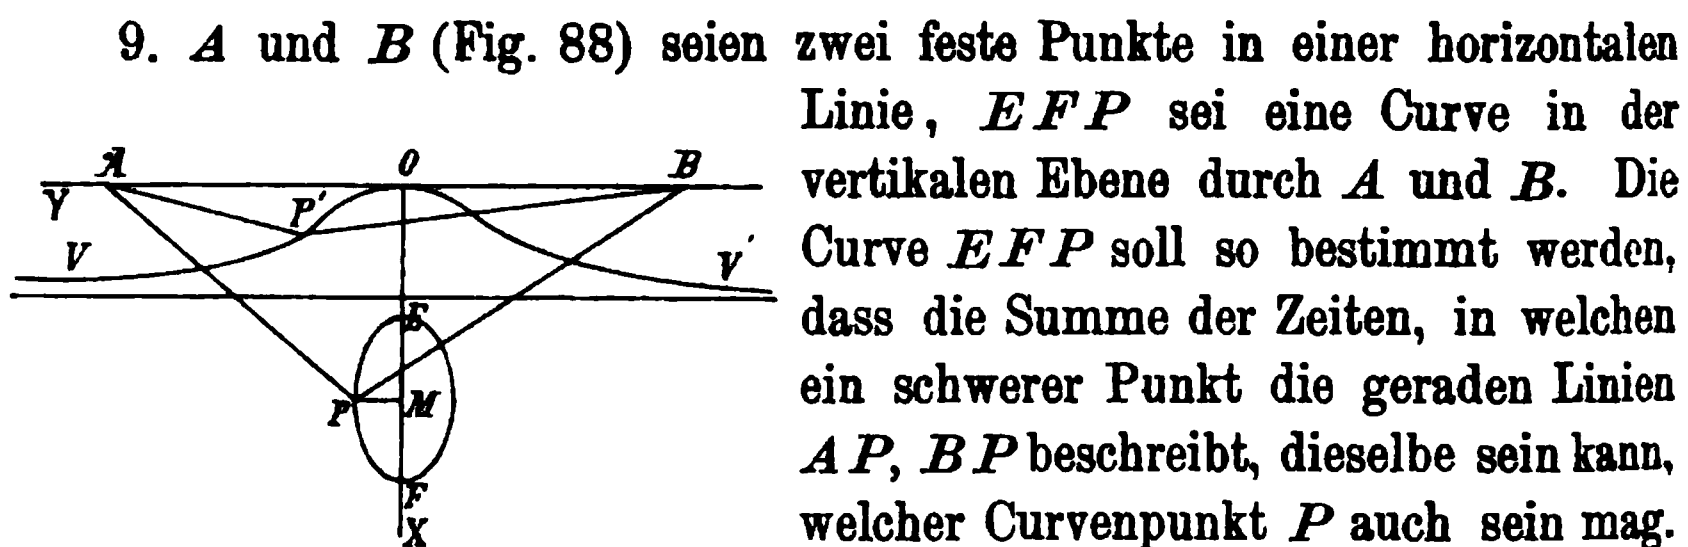 9. A und B (Fig. 88) seien zwei feste Punkte in einer horizontalen
Linie, EFP sei eine Curve in der
vertikalen Ebene durch A und B. Die
Curve EFP soll so bestimmt werden,
dass die Summe der Zeiten, in welchen
ein schwerer Punkt die geraden Linien
AP, BP beschreibt, dieselbe sein kann,
welcher Curvenpunkt P auch sein mag.
A O B
Y P'
V V'
E
P M
F
X